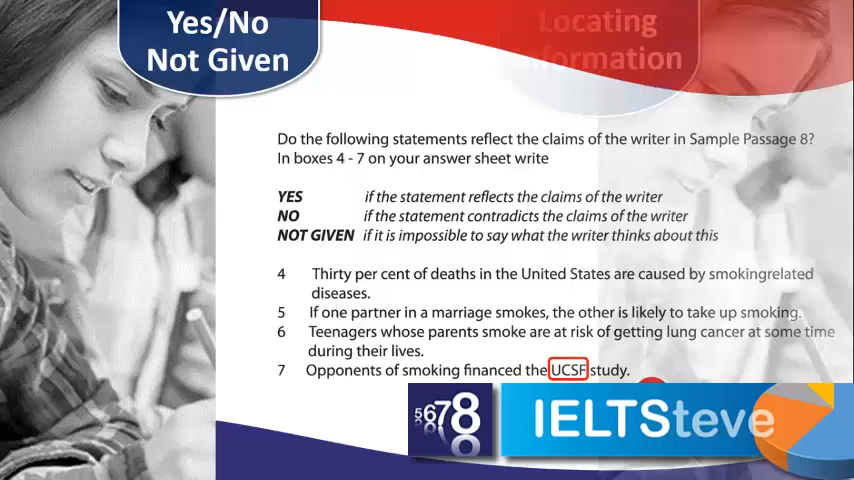 Yes/No
Not Given
Locating
Information
Do the following statements reflect the claims of the writer in Sample Passage 8?
In boxes 4 - 7 on your answer sheet write
YES if the statement reflects the claims of the writer
NO if the statement contradicts the claims of the writer
NOT GIVEN if it is impossible to say what the writer thinks about this
4 Thirty per cent of deaths in the United States are caused by smokingrelated
diseases.
5 If one partner in a marriage smokes, the other is likely to take up smoking.
6 Teenagers whose parents smoke are at risk of getting lung cancer at some time
during their lives.
7 Opponents of smoking financed the UCSF study.
5678
IELTSteve